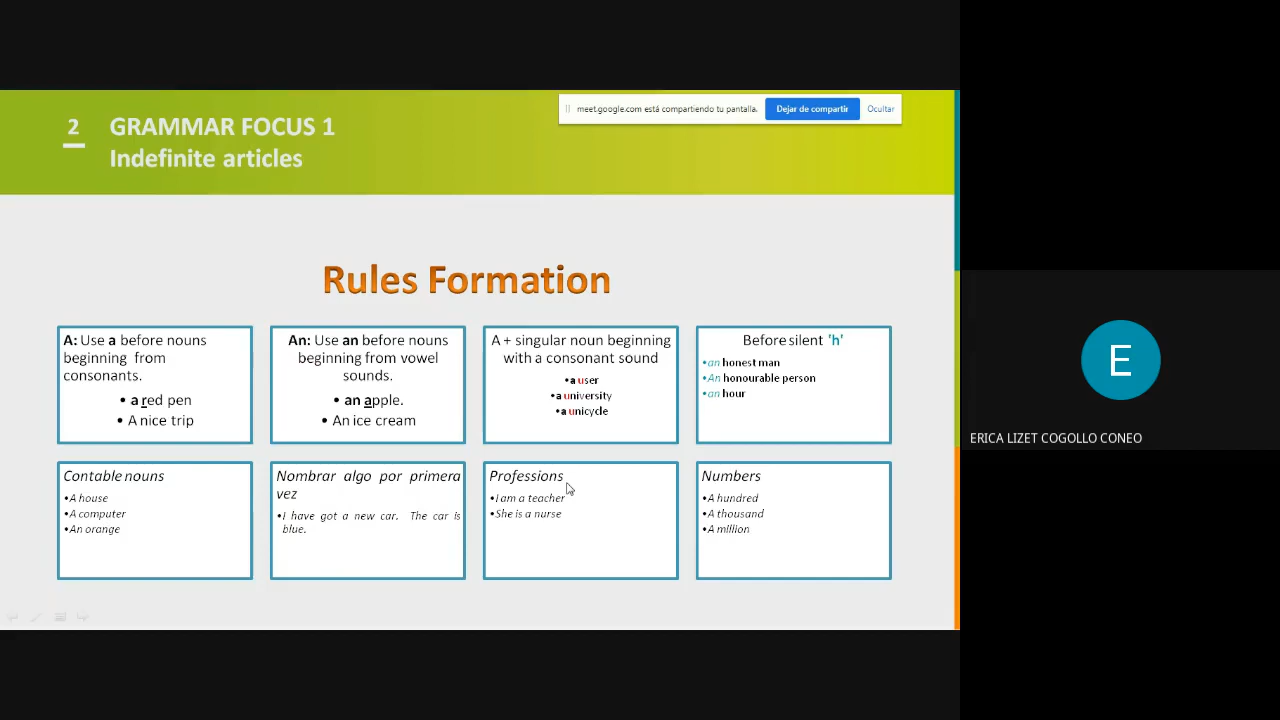 meet.google.com está compartiendo tu pantalla.
Dejar de compartir
Ocultar
2
GRAMMAR FOCUS 1
Indefinite articles
Rules Formation
A: Use a before nouns
beginning from
consonants.
• a red pen
• A nice trip
An: Use an before nouns
beginning from vowel
sounds.
• an apple.
• An ice cream
A + singular noun beginning
with a consonant sound
•a user
•a university
•a unicycle
Before silent 'h'
•an honest man
•An honourable person
•an hour
Contable nouns
•A house
•A computer
•An orange
Nombrar algo por primera
vez
•I have got a new car. The car is
blue.
Professions
•I am a teacher
•She is a nurse
Numbers
•A hundred
•A thousand
•A million
E
ERICA LIZET COGOLLO CONEO